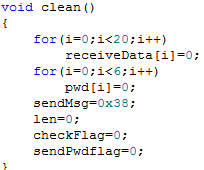 void clean()
{
    for(i=0;i<20;i++)
        receiveData[i]=0;
    for(i=0;i<6;i++)
        pwd[i]=0;
    sendMsg=0x38;
    len=0;
    checkFlag=0;
    sendPwdflag=0;
}